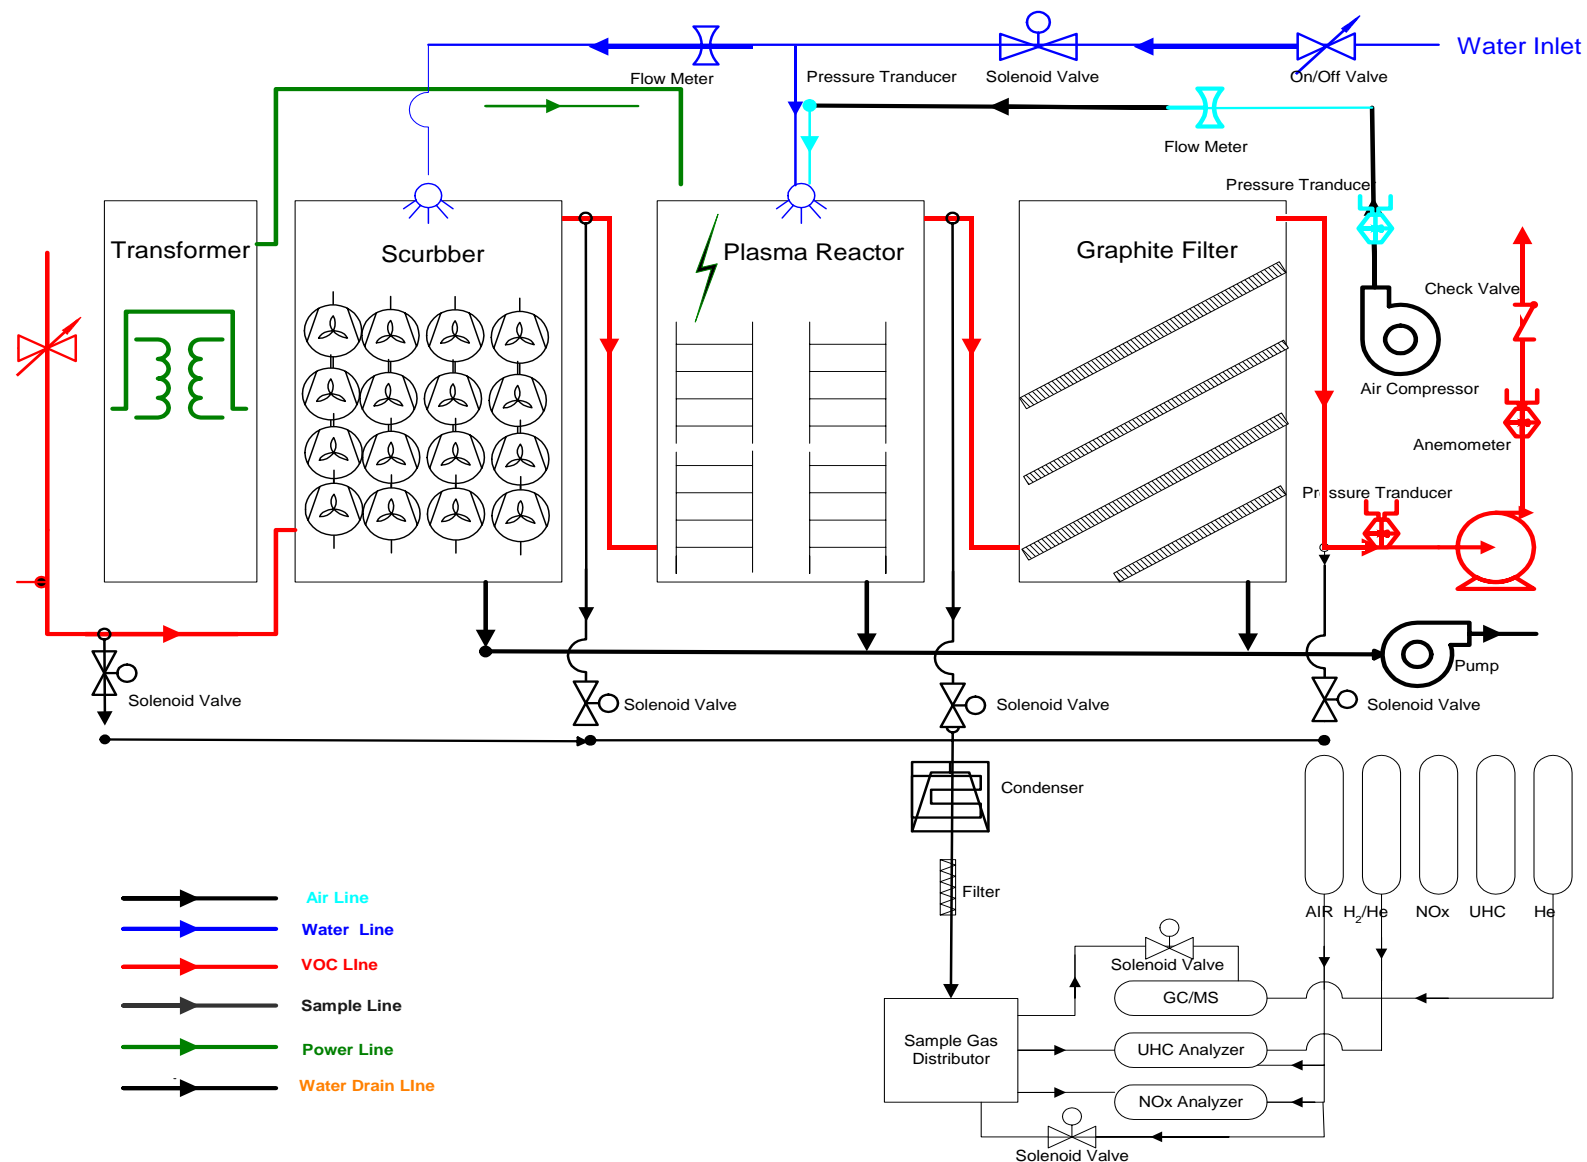 Water Inlet
Flow Meter
Pressure Tranducer
Solenoid Valve
On/Off Valve
Flow Meter
Pressure Tranducer
Transformer
Scurbber
Plasma Reactor
Graphite Filter
Check Valve
Air Compressor
Anemometer
Pressure Tranducer
Pump
Solenoid Valve
Solenoid Valve
Solenoid Valve
Solenoid Valve
Condenser
Filter
Air Line
Water Line
VOC LIne
Sample Line
Power Line
Water Drain LIne
AIR
H2/He
NOx
UHC
He
Solenoid Valve
GC/MS
Sample Gas
Distributor
UHC Analyzer
NOx Analyzer
Solenoid Valve